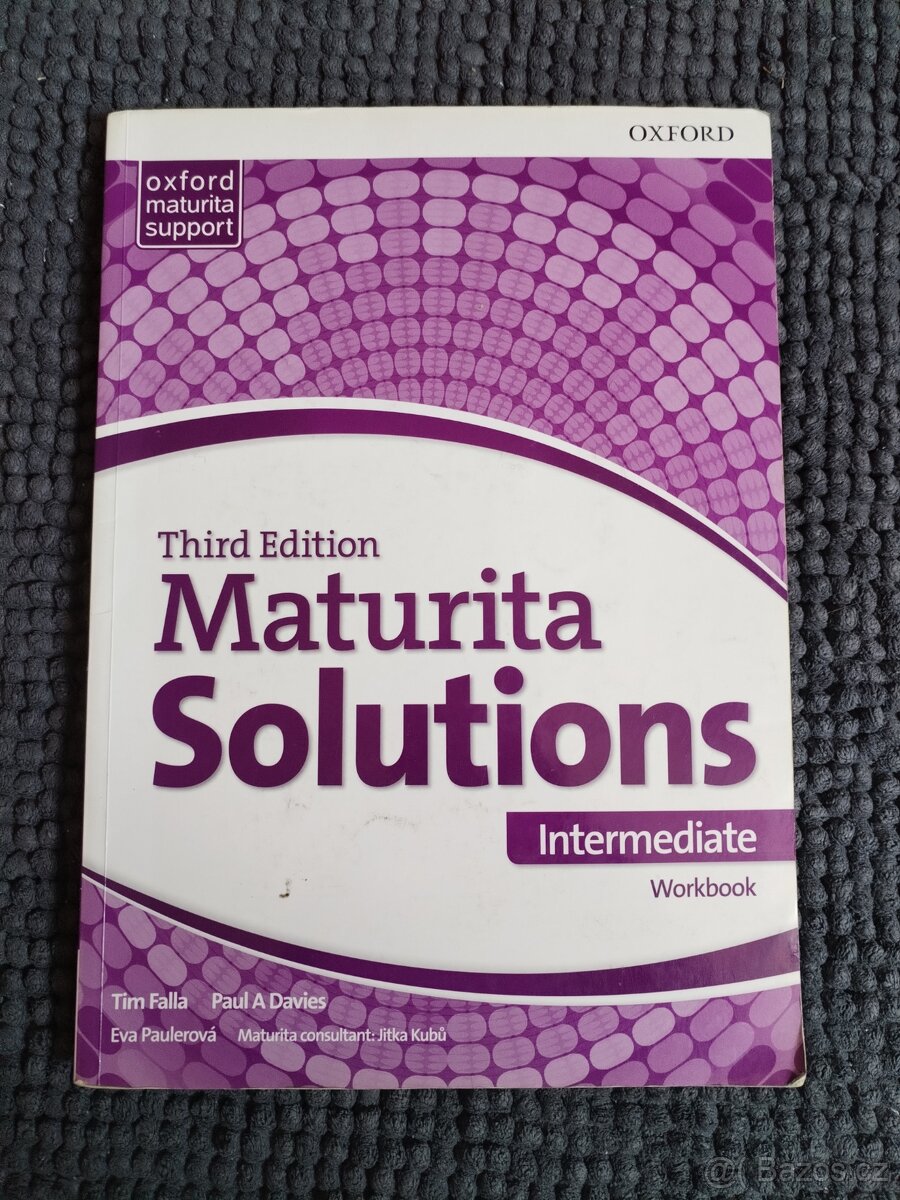 OXFORD
oxford
maturita
support
Third Edition
Maturita
Solutions
Intermediate
Workbook
Tim Falla Paul A Davies
Eva Paulerová Maturita consultant: Jitka Kubů
@ Bazos.cz